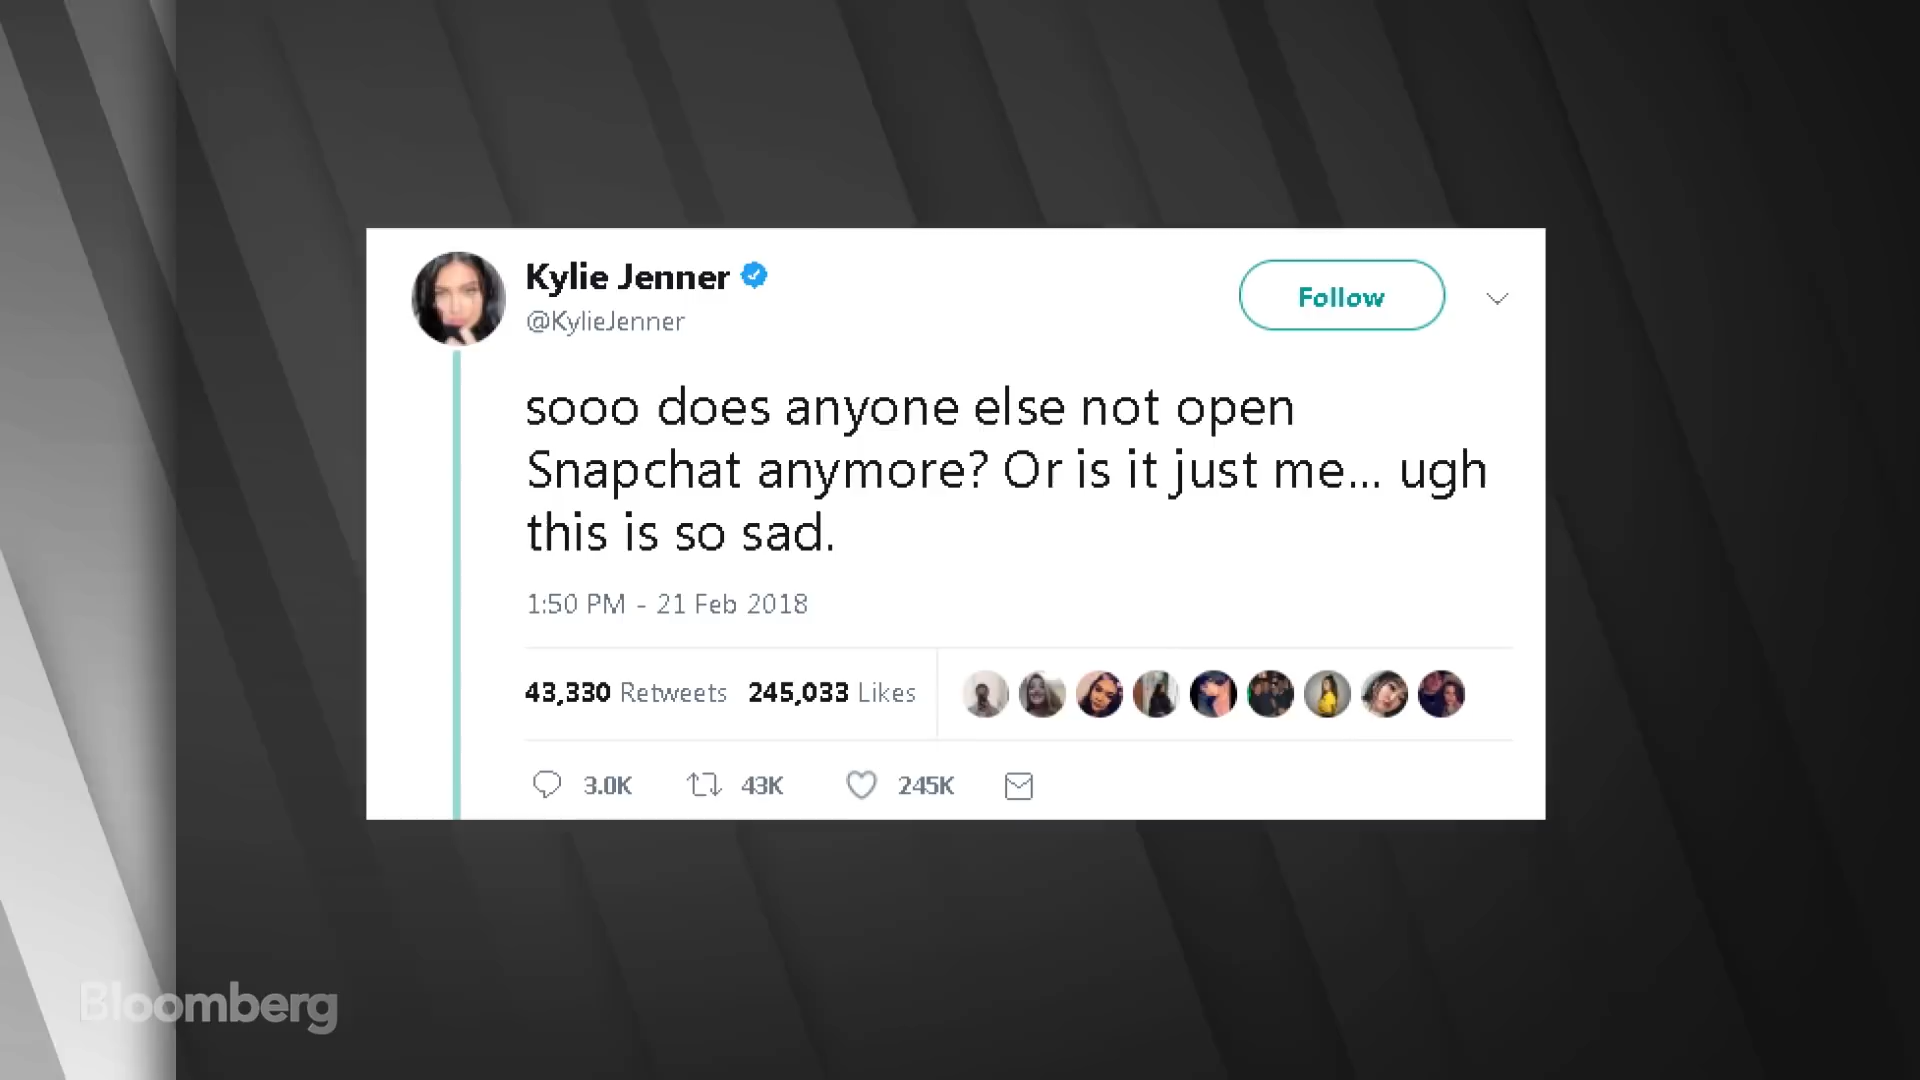 Kylie Jenner
@KylieJenner
Follow
sooo does anyone else not open
Snapchat anymore? Or is it just me... ugh
this is so sad.
1:50 PM - 21 Feb 2018
43,330 Retweets 245,033 Likes
3.0K 43K 245K
Bloomberg